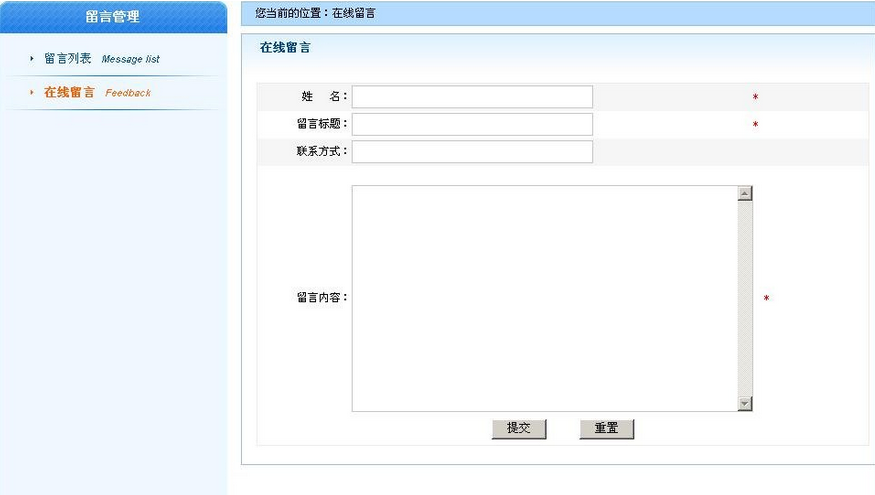 留言管理
留言列表 Message list
在线留言 Feedback
您当前的位置：在线留言
在线留言
姓 名： *
留言标题： *
联系方式：
留言内容： *
提交 重置